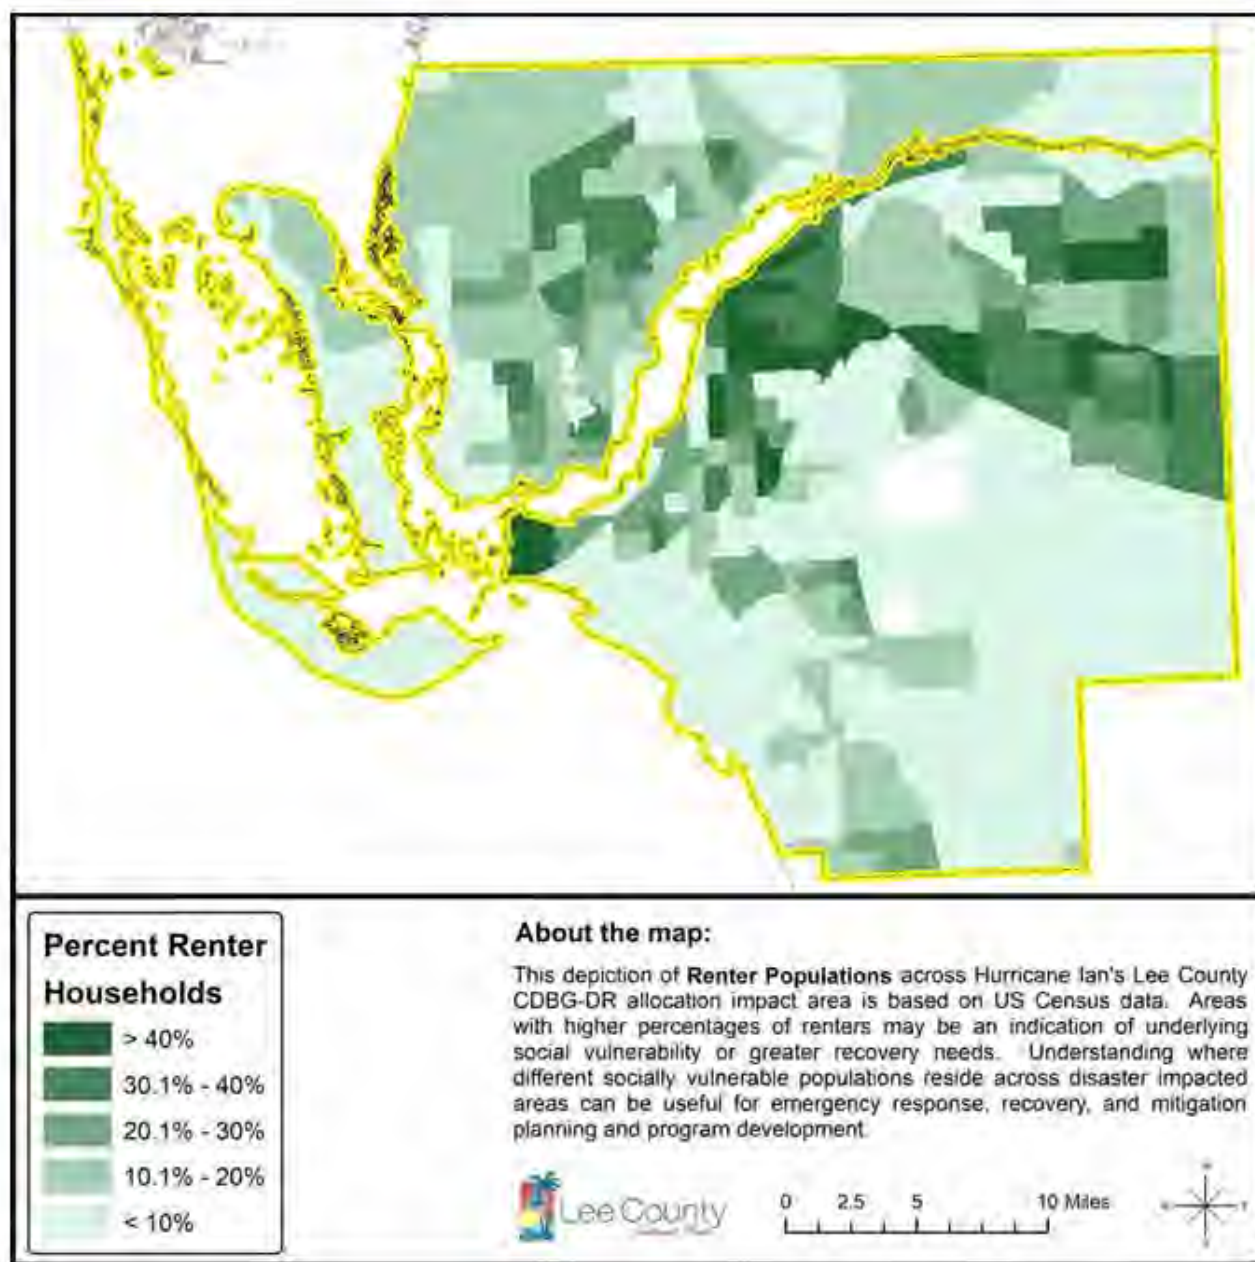 Percent Renter
Households
> 40%
30.1% - 40%
20.1% - 30%
10.1% - 20%
< 10%
About the map:
This depiction of Renter Populations across Hurricane Ian's Lee County
CDBG-DR allocation impact area is based on US Census data. Areas
with higher percentages of renters may be an indication of underlying
social vulnerability or greater recovery needs. Understanding where
different socially vulnerable populations reside across disaster impacted
areas can be useful for emergency response, recovery, and mitigation
planning and program development.
Lee County
0 2.5 5 10 Miles